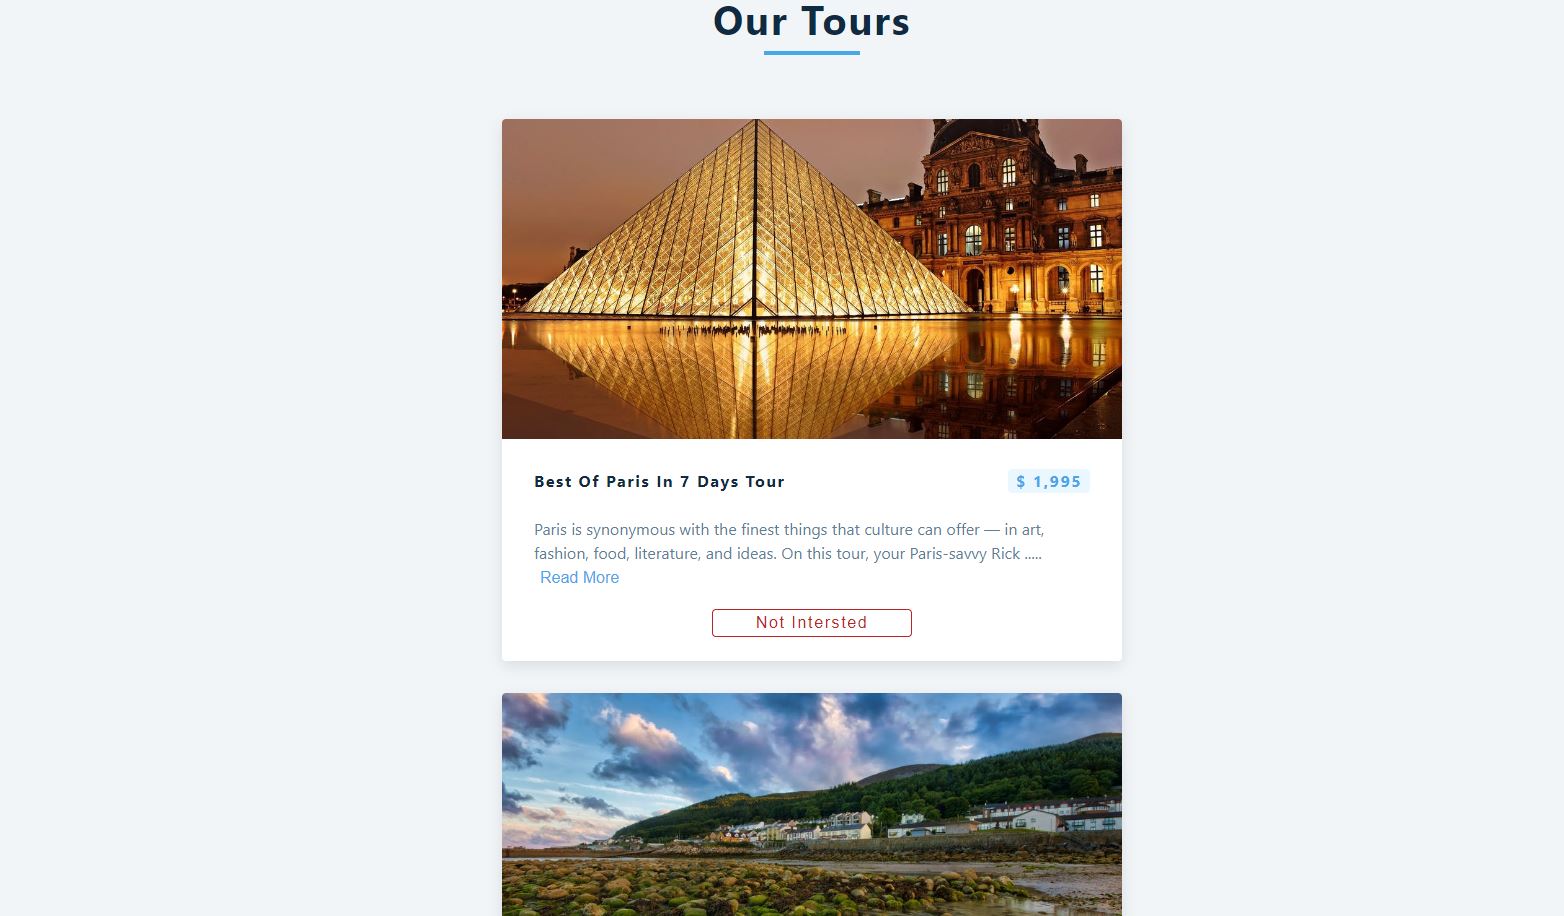 Our Tours
Best Of Paris In 7 Days Tour
$ 1,995
Paris is synonymous with the finest things that culture can offer — in art,
fashion, food, literature, and ideas. On this tour, your Paris-savvy Rick .....
Read More
Not Intersted